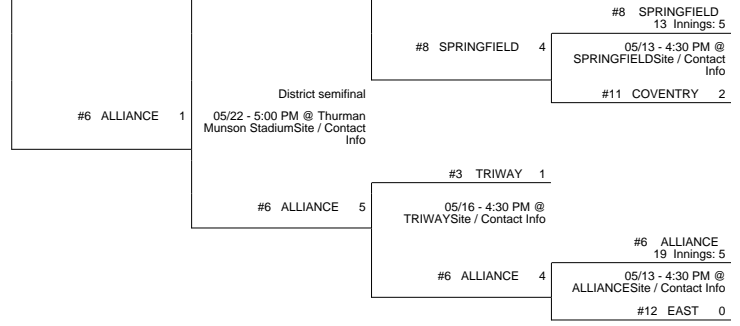 #8 SPRINGFIELD
13 Innings: 5
#8 SPRINGFIELD 4
05/13 - 4:30 PM @
SPRINGFIELDSite / Contact
Info
#11 COVENTRY 2
District semifinal
#6 ALLIANCE 1
05/22 - 5:00 PM @ Thurman
Munson StadiumSite / Contact
Info
#3 TRIWAY 1
#6 ALLIANCE 5
05/16 - 4:30 PM @
TRIWAYSite / Contact Info
#6 ALLIANCE
19 Innings: 5
#6 ALLIANCE 4
05/13 - 4:30 PM @
ALLIANCESite / Contact Info
#12 EAST 0